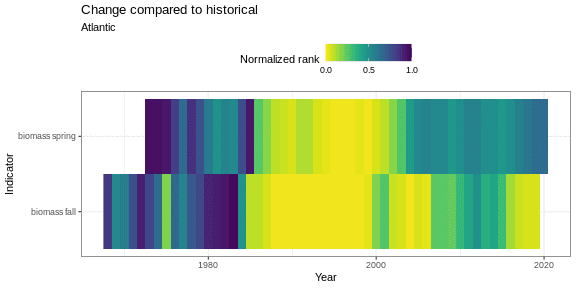 Change compared to historical
Atlantic
Normalized rank
0.0 0.5 1.0
Indicator
biomass spring
biomass fall
1980 2000 2020
Year